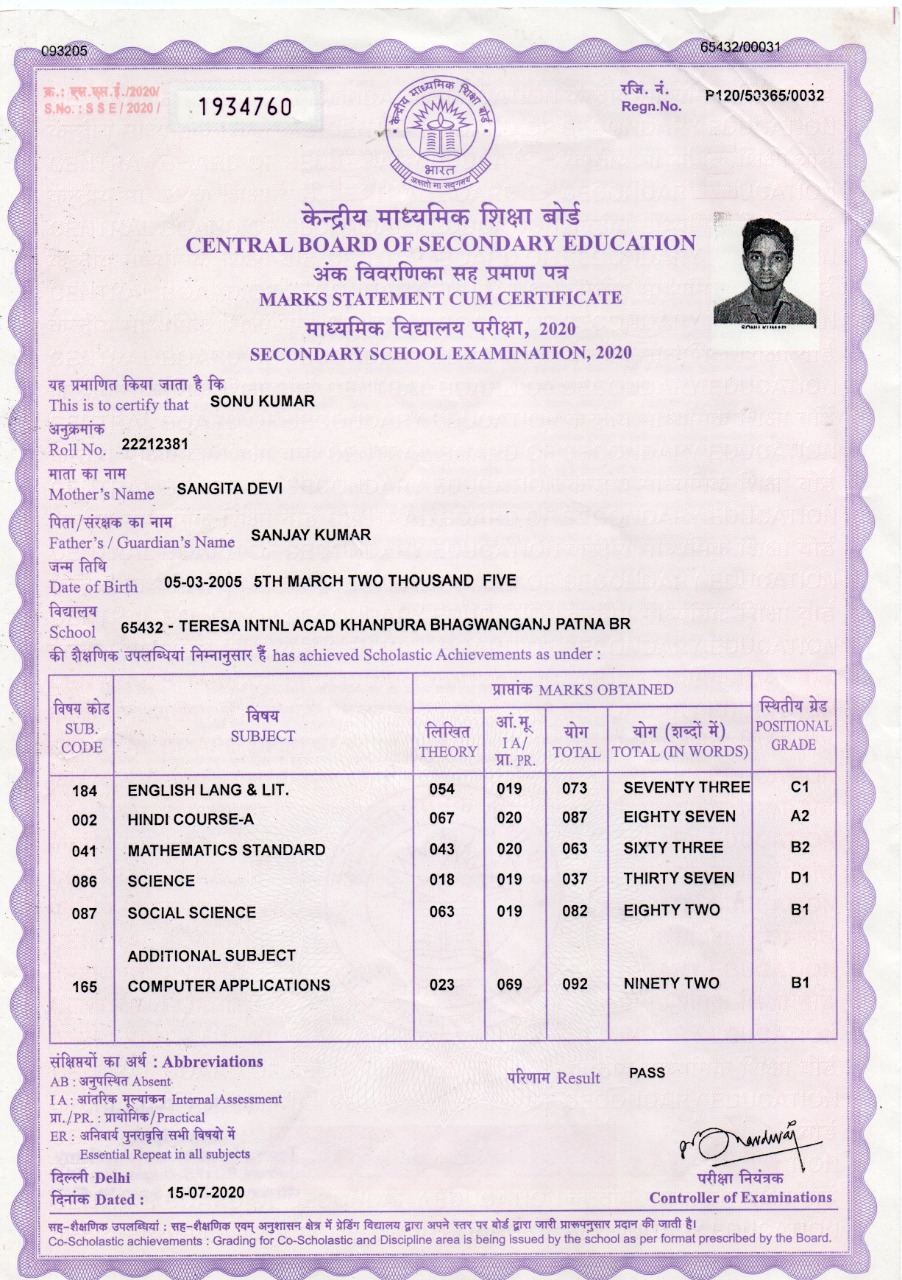 093205
65432/00031
क्र.: एस.एस.ई./2020/
S.No. : S S E / 2020 /
1934760
रजि. नं.
Regn.No.
P120/50365/0032
केन्द्रीय माध्यमिक शिक्षा बोर्ड
भारत
असतो मा सद्गमय
केन्द्रीय माध्यमिक शिक्षा बोर्ड
CENTRAL BOARD OF SECONDARY EDUCATION
अंक विवरणिका सह प्रमाण पत्र
MARKS STATEMENT CUM CERTIFICATE
माध्यमिक विद्यालय परीक्षा, 2020
SECONDARY SCHOOL EXAMINATION, 2020
SONU KUMAR
यह प्रमाणित किया जाता है कि
This is to certify that SONU KUMAR
अनुक्रमांक
Roll No. 22212381
माता का नाम
Mother's Name SANGITA DEVI
पिता/संरक्षक का नाम
Father's / Guardian's Name SANJAY KUMAR
जन्म तिथि
Date of Birth 05-03-2005 5TH MARCH TWO THOUSAND FIVE
विद्यालय
School 65432 - TERESA INTNL ACAD KHANPURA BHAGWANGANJ PATNA BR
की शैक्षणिक उपलब्धियां निम्नानुसार हैं has achieved Scholastic Achievements as under :
विषय कोड
SUB.
CODE
विषय
SUBJECT
प्राप्तांक MARKS OBTAINED
लिखित
THEORY
आं.मू.
I A/
प्रा. PR.
योग
TOTAL
योग (शब्दों में)
TOTAL (IN WORDS)
स्थितीय ग्रेड
POSITIONAL
GRADE
184 ENGLISH LANG & LIT. 054 019 073 SEVENTY THREE C1
002 HINDI COURSE-A 067 020 087 EIGHTY SEVEN A2
041 MATHEMATICS STANDARD 043 020 063 SIXTY THREE B2
086 SCIENCE 018 019 037 THIRTY SEVEN D1
087 SOCIAL SCIENCE 063 019 082 EIGHTY TWO B1
ADDITIONAL SUBJECT
165 COMPUTER APPLICATIONS 023 069 092 NINETY TWO B1
संक्षिप्तियों का अर्थ : Abbreviations
AB : अनुपस्थित Absent
I A : आंतरिक मूल्यांकन Internal Assessment
प्रा./PR. : प्रायोगिक/Practical
ER : अनिवार्य पुनरावृत्ति सभी विषयो में
Essential Repeat in all subjects
परिणाम Result PASS
दिल्ली Delhi
दिनांक Dated : 15-07-2020
परीक्षा नियंत्रक
Controller of Examinations
सह-शैक्षणिक उपलब्धियां : सह-शैक्षणिक एवम् अनुशासन क्षेत्र में ग्रेडिंग विद्यालय द्वारा अपने स्तर पर बोर्ड द्वारा जारी प्रारूपनुसार प्रदान की जाती है।
Co-Scholastic achievements : Grading for Co-Scholastic and Discipline area is being issued by the school as per format prescribed by the Board.